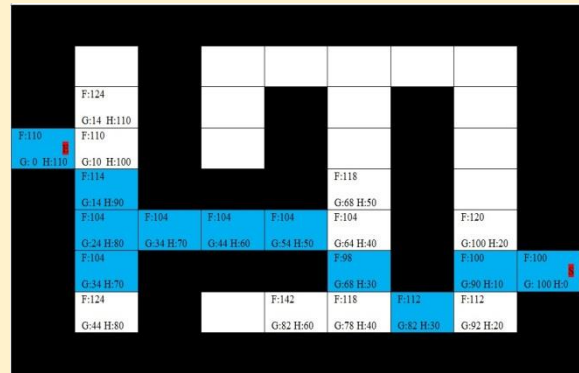 F:124
G:14 H:110
F:110
E
G: 0 H:110
F:110
G:10 H:100
F:114
G:14 H:90
F:118
G:68 H:50
F:104
G:24 H:80
F:104
G:34 H:70
F:104
G:44 H:60
F:104
G:54 H:50
F:104
G:64 H:40
F:120
G:100 H:20
F:104
G:34 H:70
F:98
G:68 H:30
F:100
G:90 H:10
F:100
S
G: 100 H:0
F:124
G:44 H:80
F:142
G:82 H:60
F:118
G:78 H:40
F:112
G:82 H:30
F:112
G:92 H:20